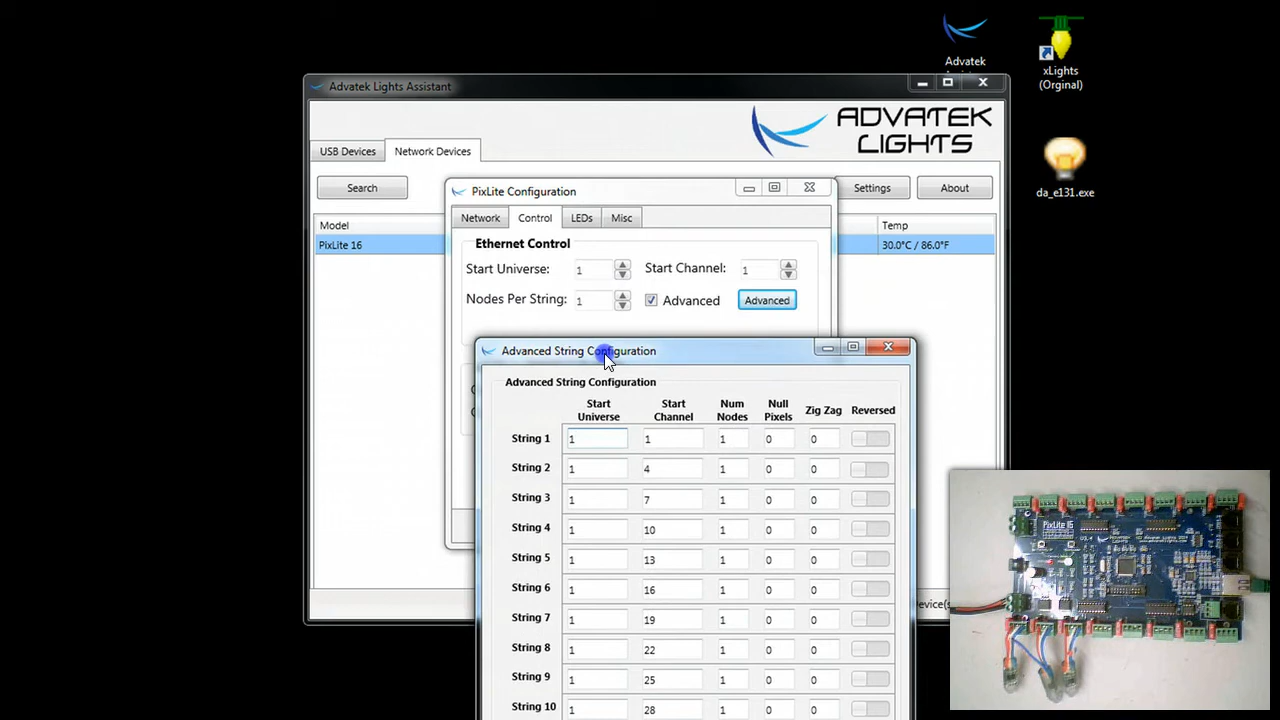 Advatek
xLights
(Orginal)
da_e131.exe
Advatek Lights Assistant
ADVATEK
LIGHTS
USB Devices
Network Devices
Search
Settings
About
Model
Temp
PixLite 16
30.0°C / 86.0°F
PixLite Configuration
Network
Control
LEDs
Misc
Ethernet Control
Start Universe: 1
Start Channel: 1
Nodes Per String: 1
Advanced
Advanced
Advanced String Configuration
Advanced String Configuration
Start Universe
Start Channel
Num Nodes
Null Pixels
Zig Zag
Reversed
String 1 1 1 1 0 0
String 2 1 4 1 0 0
String 3 1 7 1 0 0
String 4 1 10 1 0 0
String 5 1 13 1 0 0
String 6 1 16 1 0 0
String 7 1 19 1 0 0
String 8 1 22 1 0 0
String 9 1 25 1 0 0
String 10 1 28 1 0 0
PixLite 16
ADVATEK
LIGHTS